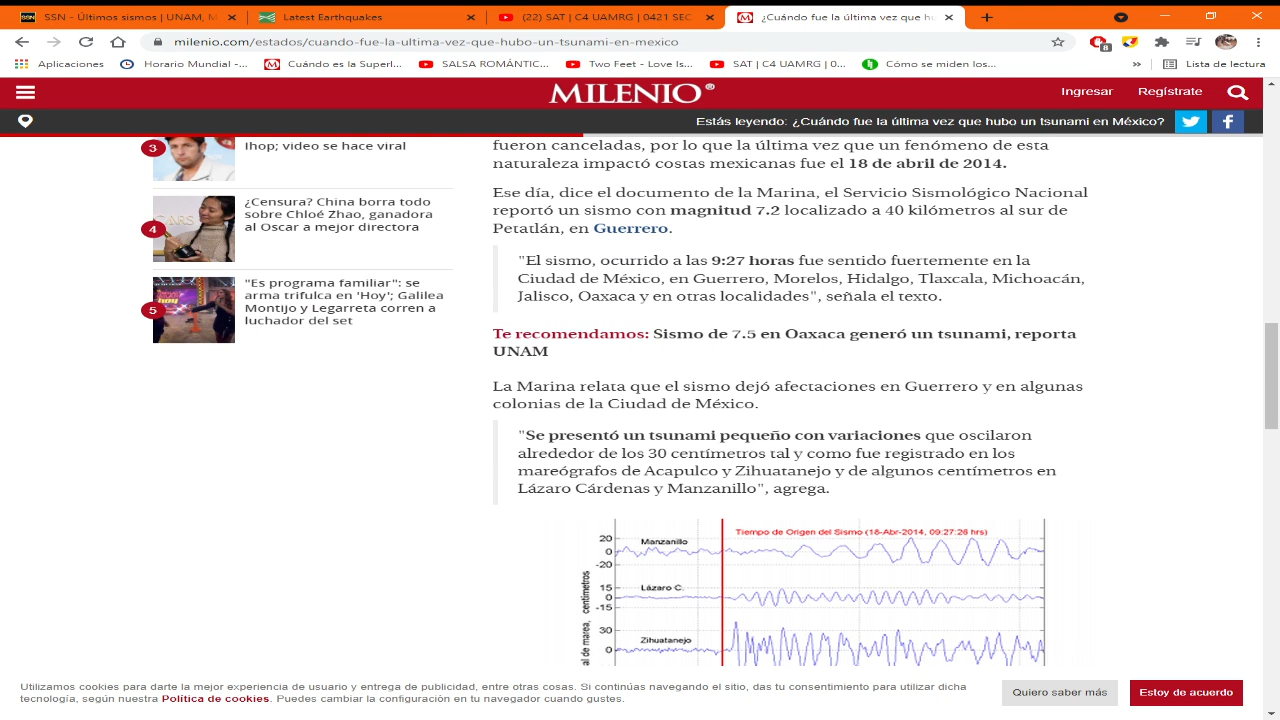 SSN - Últimos sismos | UNAM, M
Latest Earthquakes
(22) SAT | C4 UAMRG | 0421 SEC
¿Cuándo fue la última vez que hu
milenio.com/estados/cuando-fue-la-ultima-vez-que-hubo-un-tsunami-en-mexico
8
Aplicaciones
Horario Mundial -...
Cuándo es la Superl...
SALSA ROMÁNTIC...
Two Feet - Love Is...
SAT | C4 UAMRG | 0...
Cómo se miden los...
»
Lista de lectura
MILENIO®
Ingresar
Regístrate
Estás leyendo: ¿Cuándo fue la última vez que hubo un tsunami en México?
3
Ihop; video se hace viral
4
¿Censura? China borra todo
sobre Chloé Zhao, ganadora
al Oscar a mejor directora
5
"Es programa familiar": se
arma trifulca en 'Hoy'; Galilea
Montijo y Legarreta corren a
luchador del set
fueron canceladas, por lo que la última vez que un fenómeno de esta
naturaleza impactó costas mexicanas fue el 18 de abril de 2014.
Ese día, dice el documento de la Marina, el Servicio Sismológico Nacional
reportó un sismo con magnitud 7.2 localizado a 40 kilómetros al sur de
Petatlán, en Guerrero.
"El sismo, ocurrido a las 9:27 horas fue sentido fuertemente en la
Ciudad de México, en Guerrero, Morelos, Hidalgo, Tlaxcala, Michoacán,
Jalisco, Oaxaca y en otras localidades", señala el texto.
Te recomendamos: Sismo de 7.5 en Oaxaca generó un tsunami, reporta
UNAM
La Marina relata que el sismo dejó afectaciones en Guerrero y en algunas
colonias de la Ciudad de México.
"Se presentó un tsunami pequeño con variaciones que oscilaron
alrededor de los 30 centímetros tal y como fue registrado en los
mareógrafos de Acapulco y Zihuatanejo y de algunos centímetros en
Lázaro Cárdenas y Manzanillo", agrega.
Tiempo de Origen del Sismo (18-Abr-2014, 09:27:28 hrs)
20
0
-20
Manzanillo
15
0
-15
Lázaro C.
30
0
Zihuatanejo
al de marea, centímetros
Utilizamos cookies para darte la mejor experiencia de usuario y entrega de publicidad, entre otras cosas. Si continúas navegando el sitio, das tu consentimiento para utilizar dicha
tecnología, según nuestra Política de cookies. Puedes cambiar la configuración en tu navegador cuando gustes.
Quiero saber más
Estoy de acuerdo